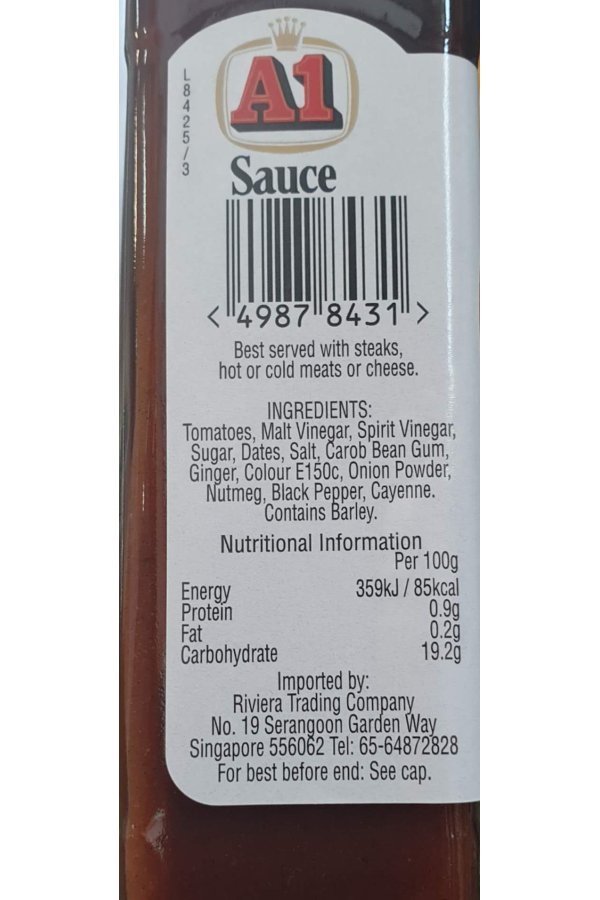 L8425/3
A1
Sauce
< 4987 8431 >
Best served with steaks,
hot or cold meats or cheese.
INGREDIENTS:
Tomatoes, Malt Vinegar, Spirit Vinegar,
Sugar, Dates, Salt, Carob Bean Gum,
Ginger, Colour E150c, Onion Powder,
Nutmeg, Black Pepper, Cayenne.
Contains Barley.
Nutritional Information
Per 100g
Energy 359kJ / 85kcal
Protein 0.9g
Fat 0.2g
Carbohydrate 19.2g
Imported by:
Riviera Trading Company
No. 19 Serangoon Garden Way
Singapore 556062 Tel: 65-64872828
For best before end: See cap.